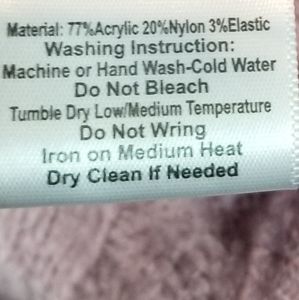 Material: 77%Acrylic 20%Nylon 3%Elastic
Washing Instruction:
Machine or Hand Wash-Cold Water
Do Not Bleach
Tumble Dry Low/Medium Temperature
Do Not Wring
Iron on Medium Heat
Dry Clean If Needed